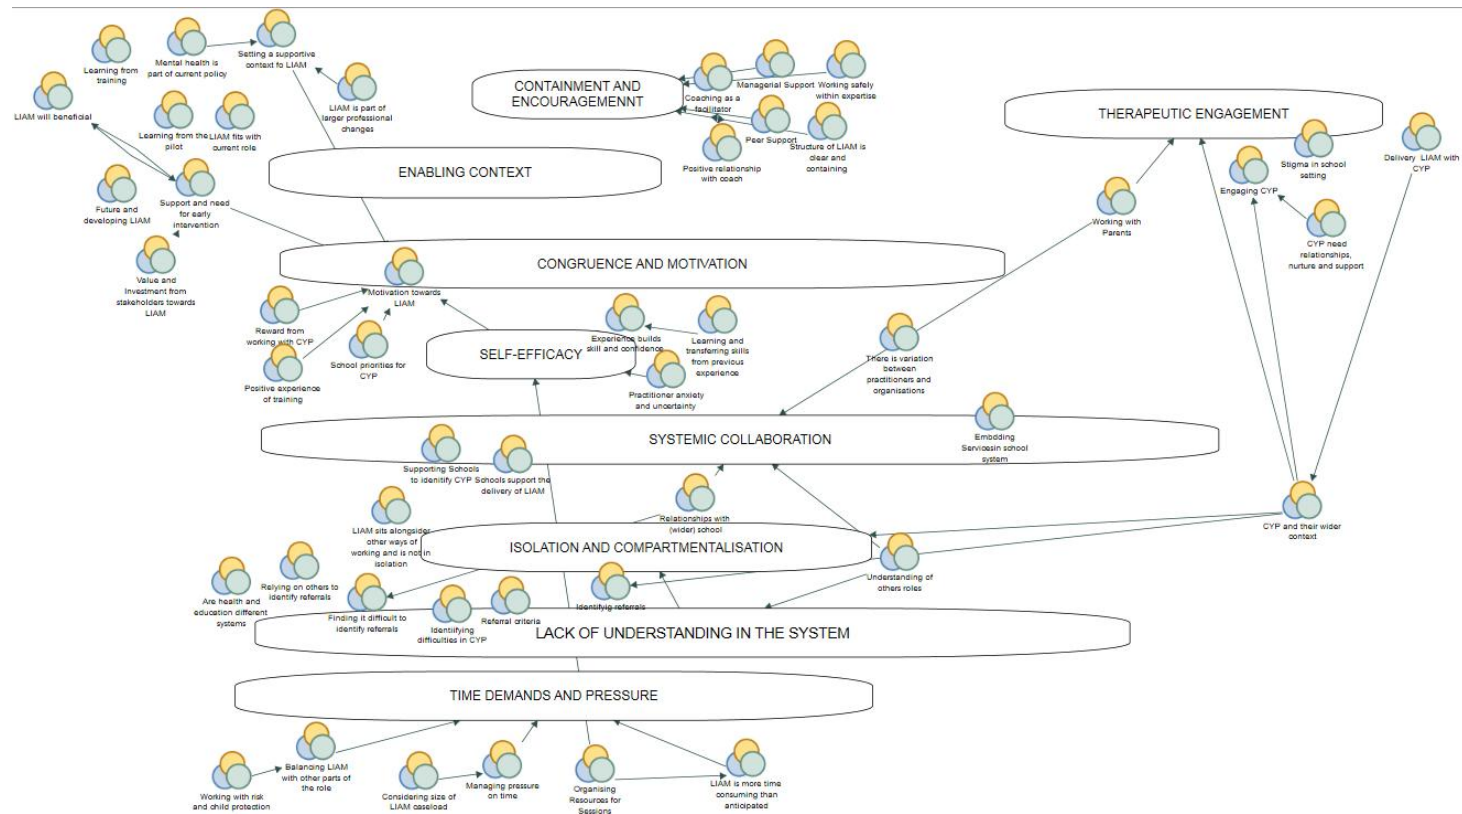 Learning from
training
Mental health is
part of current policy
Setting a supportive
context fo LIAM
LIAM will beneficial
LIAM is part of
larger professional
changes
Learning from the
pilot
LIAM fits with
current role
Future and
developing LIAM
Support and need
for early
intervention
Value and
Investment from
stakeholders towards
LIAM
CONTAINMENT AND
ENCOURAGEMENNT
Coaching as a
facilitator
Managerial Support
Working safely
within expertise
Peer Support
Positive relationship
with coach
Structure of LIAM is
clear and
containing
THERAPEUTIC ENGAGEMENT
Stigma in school
setting
Engaging CYP
Delivery LIAM with
CYP
Working with
Parents
CYP need
relationships,
nurture and support
ENABLING CONTEXT
CONGRUENCE AND MOTIVATION
Motivation towards
LIAM
Reward from
working with CYP
School priorities for
CYP
Positive experience
of training
SELF-EFFICACY
Experience builds
skill and confidence
Learning and
transferring skills
from previous
experience
Practitioner anxiety
and uncertainty
There is variation
between
practitioners and
organisations
SYSTEMIC COLLABORATION
Embdding
Servicesin school
system
Supporting Schools
to idenitify CYP
Schools support the
delivery of LIAM
Relationships with
(wider) school
CYP and their wider
context
LIAM sits alongsider
other ways of
working and is not in
isolation
ISOLATION AND COMPARTMENTALISATION
Understanding of
others roles
Are health and
education different
systems
Relying on others to
identify referrals
Finding it difficult to
identify referrals
Identiifying
difficulties in CYP
Referral criteria
Identifyig referrals
LACK OF UNDERSTANDING IN THE SYSTEM
TIME DEMANDS AND PRESSURE
Working with risk
and child protection
Balancing LIAM
with other parts of
the role
Considering size of
LIAM caseload
Managing pressure
on time
Organising
Resources for
Sessions
LIAM is more time
consuming than
anticipated